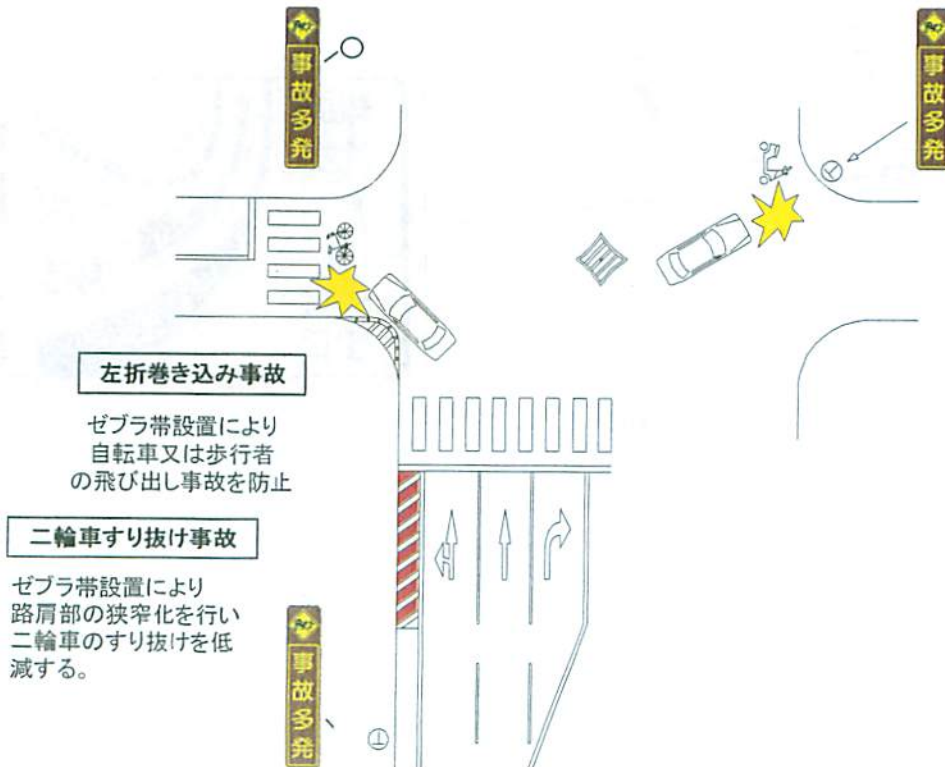 事故多発
事故多発
左折巻き込み事故
ゼブラ帯設置により
自転車又は歩行者
の飛び出し事故を防止
二輪車すり抜け事故
ゼブラ帯設置により
路肩部の狭窄化を行い
二輪車のすり抜けを低
減する。
事故多発